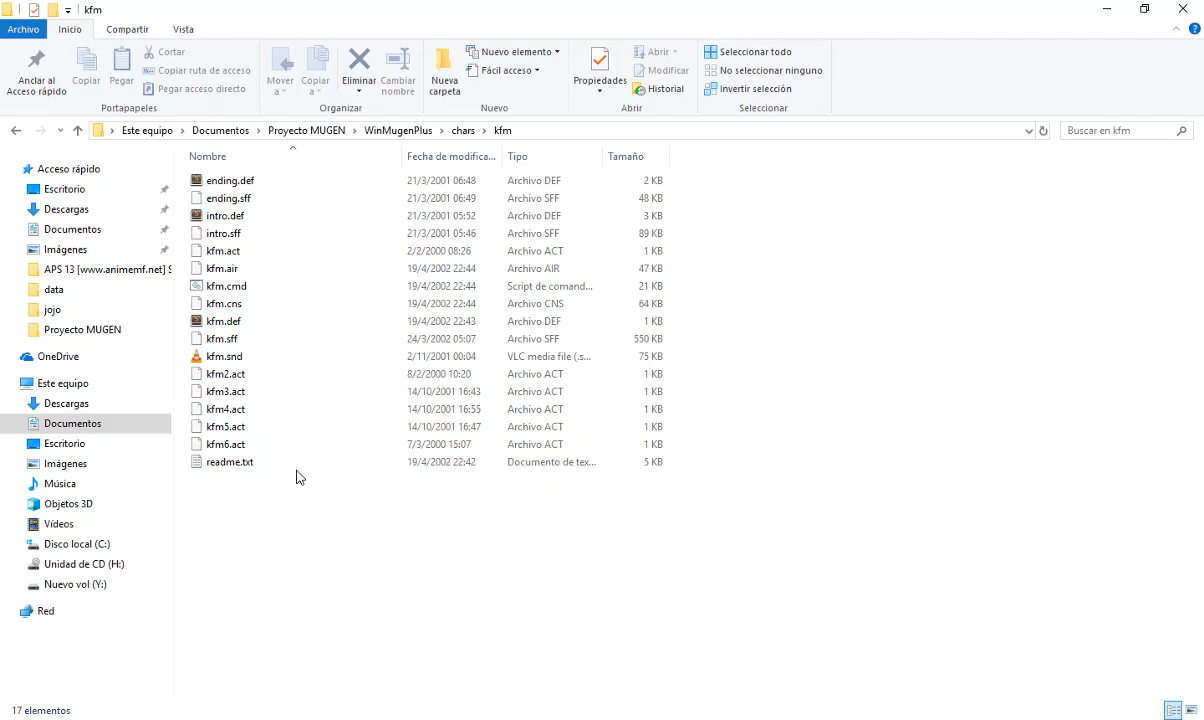 kfm
Archivo Inicio Compartir Vista
Anclar al Acceso rápido
Copiar
Pegar
Cortar
Copiar ruta de acceso
Pegar acceso directo
Portapapeles
Mover a
Copiar a
Eliminar
Cambiar nombre
Organizar
Nueva carpeta
Nuevo elemento
Fácil acceso
Nuevo
Propiedades
Abrir
Modificar
Historial
Abrir
Seleccionar todo
No seleccionar ninguno
Invertir selección
Seleccionar
Este equipo > Documentos > Proyecto MUGEN > WinMugenPlus > chars > kfm
Buscar en kfm
Acceso rápido
Escritorio
Descargas
Documentos
Imágenes
APS 13 [www.animemf.net] S
data
jojo
Proyecto MUGEN
OneDrive
Este equipo
Descargas
Documentos
Escritorio
Imágenes
Música
Objetos 3D
Vídeos
Disco local (C:)
Unidad de CD (H:)
Nuevo vol (Y:)
Red
Nombre Fecha de modifica... Tipo Tamaño
ending.def 21/3/2001 06:48 Archivo DEF 2 KB
ending.sff 21/3/2001 06:49 Archivo SFF 48 KB
intro.def 21/3/2001 05:52 Archivo DEF 3 KB
intro.sff 21/3/2001 05:46 Archivo SFF 89 KB
kfm.act 2/2/2000 08:26 Archivo ACT 1 KB
kfm.air 19/4/2002 22:44 Archivo AIR 47 KB
kfm.cmd 19/4/2002 22:44 Script de comand... 21 KB
kfm.cns 19/4/2002 22:44 Archivo CNS 64 KB
kfm.def 19/4/2002 22:43 Archivo DEF 1 KB
kfm.sff 24/3/2002 05:07 Archivo SFF 550 KB
kfm.snd 2/11/2001 00:04 VLC media file (.s... 75 KB
kfm2.act 8/2/2000 10:20 Archivo ACT 1 KB
kfm3.act 14/10/2001 16:43 Archivo ACT 1 KB
kfm4.act 14/10/2001 16:55 Archivo ACT 1 KB
kfm5.act 14/10/2001 16:47 Archivo ACT 1 KB
kfm6.act 7/3/2000 15:07 Archivo ACT 1 KB
readme.txt 19/4/2002 22:42 Documento de tex... 5 KB
17 elementos